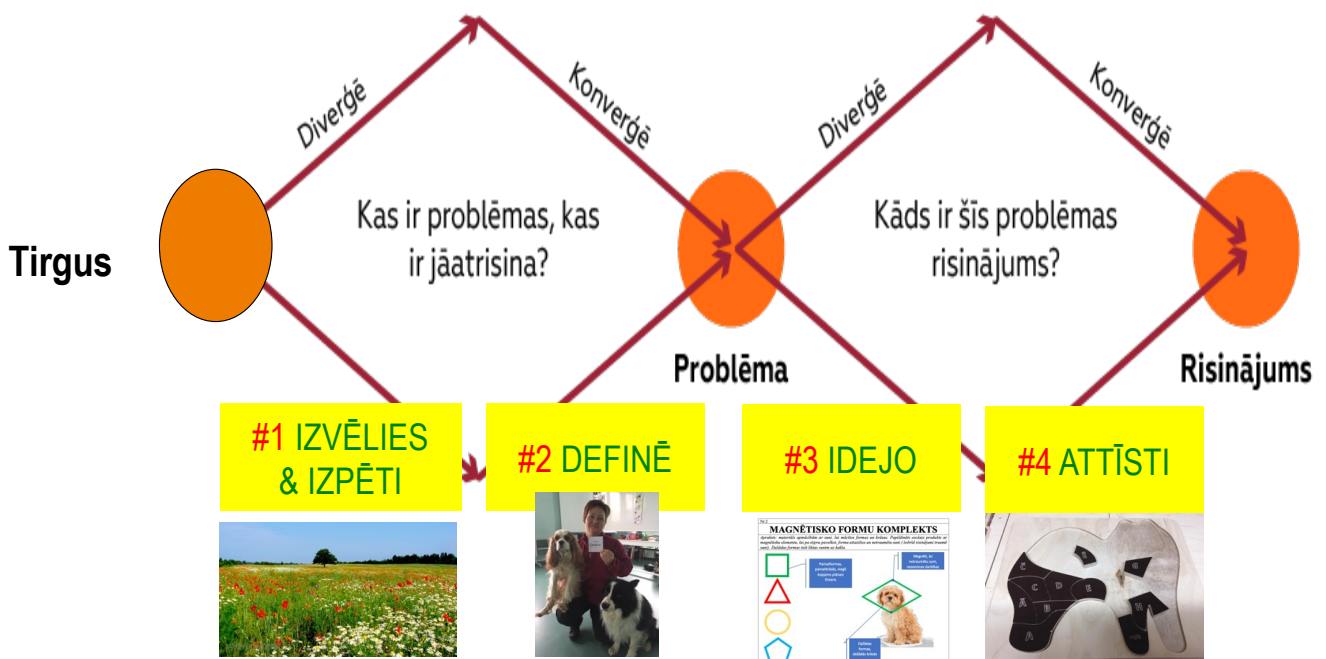 Diverģē
Konverģē
Diverģē
Konverģē
Tirgus
Kas ir problēmas, kas
ir jāatrisina?
Kāds ir šīs problēmas
risinājums?
Problēma
Risinājums
#1 IZVĒLIES
& IZPĒTI
#2 DEFINĒ
#3 IDEJO
#4 ATTĪSTI
MAGNĒTISKO FORMU KOMPLEKTS
Č
C
D
E
Ā
B
A
G
H